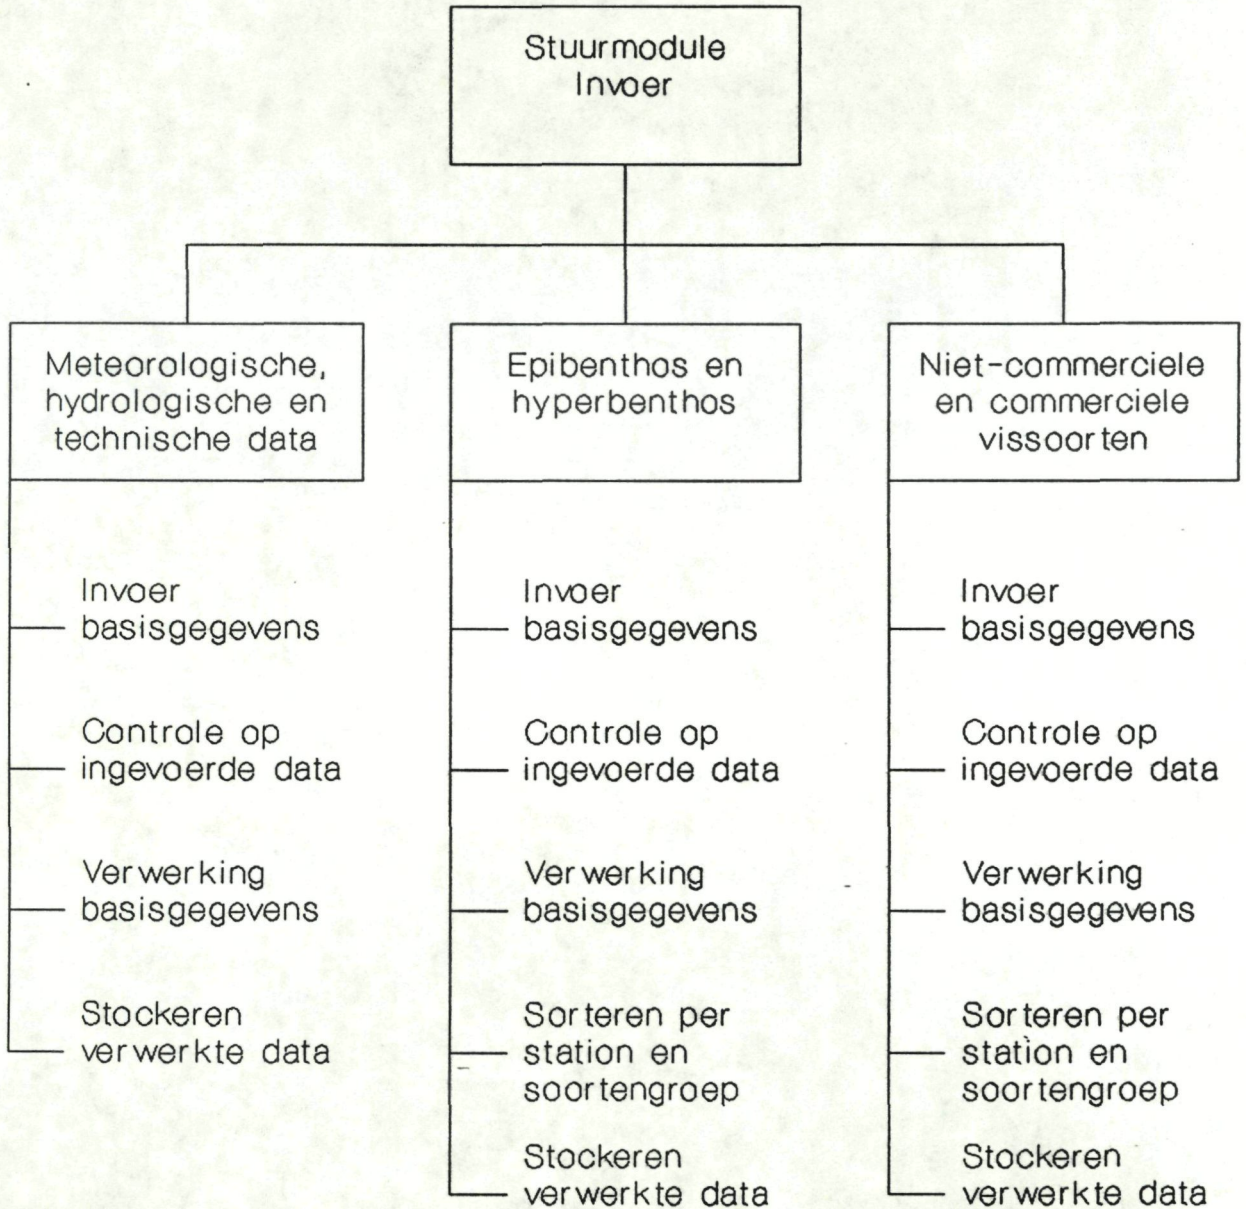 Stuurmodule
Invoer
Meteorologische,
hydrologische en
technische data
Invoer
basisgegevens
Controle op
ingevoerde data
Verwerking
basisgegevens
Stockeren
verwerkte data
Epibenthos en
hyperbenthos
Invoer
basisgegevens
Controle op
ingevoerde data
Verwerking
basisgegevens
Sorteren per
station en
soortengroep
Stockeren
verwerkte data
Niet-commerciele
en commerciele
vissoorten
Invoer
basisgegevens
Controle op
ingevoerde data
Verwerking
basisgegevens
Sorteren per
station en
soortengroep
Stockeren
verwerkte data